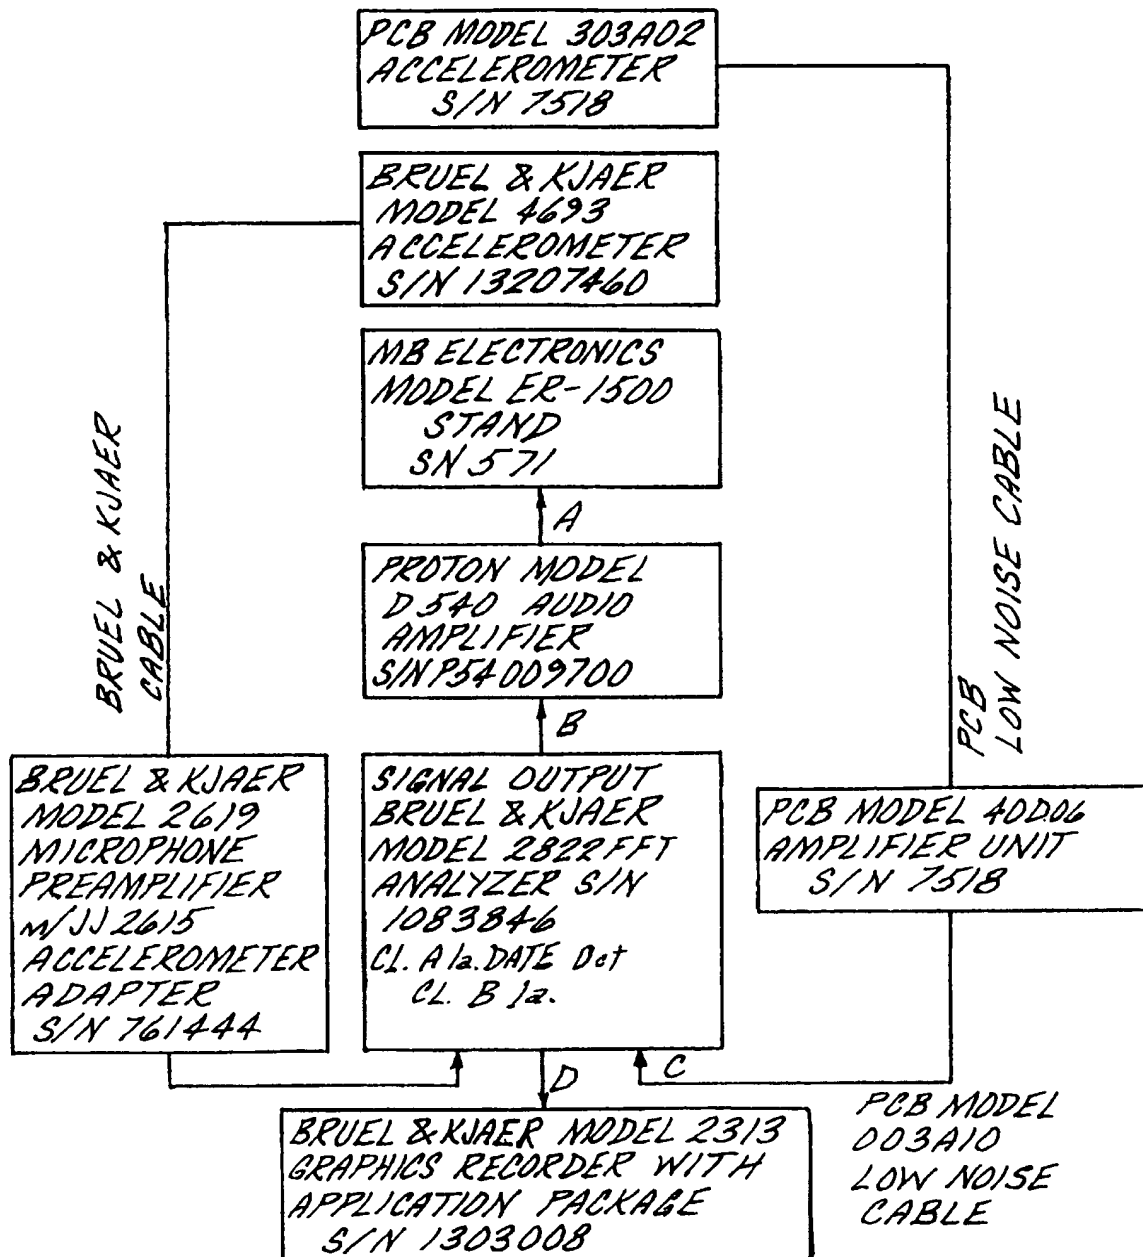 PCB MODEL 303A02
ACCELEROMETER
S/N 7518
BRUEL & KJAER
MODEL 4693
ACCELEROMETER
S/N 13207460
MB ELECTRONICS
MODEL ER-1500
STAND
SN 571
A
PROTON MODEL
D540 AUDIO
AMPLIFIER
S/N P54009700
B
BRUEL & KJAER
CABLE
PCB
LOW NOISE CABLE
BRUEL & KJAER
MODEL 2619
MICROPHONE
PREAMPLIFIER
W/JJ 2615
ACCELEROMETER
ADAPTER
S/N 761444
SIGNAL OUTPUT
BRUEL & KJAER
MODEL 2822 FFT
ANALYZER S/N
1083846
CL. A 1a. DATE Oct
CL. B 1a.
PCB MODEL 40D06
AMPLIFIER UNIT
S/N 7518
D
C
PCB MODEL
003A10
LOW NOISE
CABLE
BRUEL & KJAER MODEL 2313
GRAPHICS RECORDER WITH
APPLICATION PACKAGE
S/N 1303008